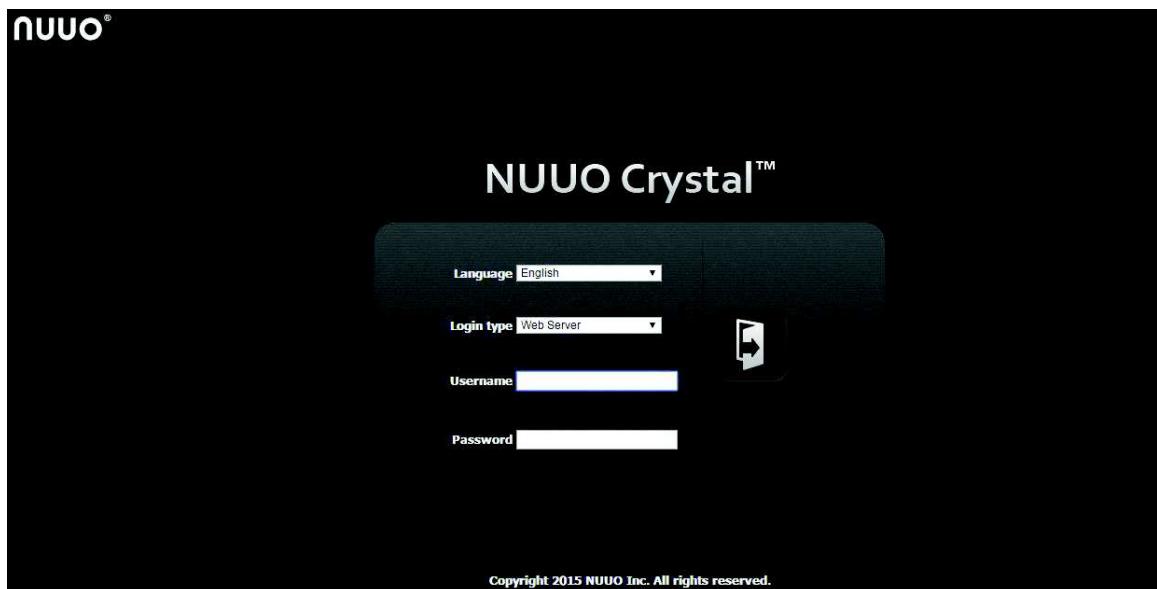 nuuo®
NUUO Crystal™
Language English
Login type Web Server
Username
Password
Copyright 2015 NUUO Inc. All rights reserved.